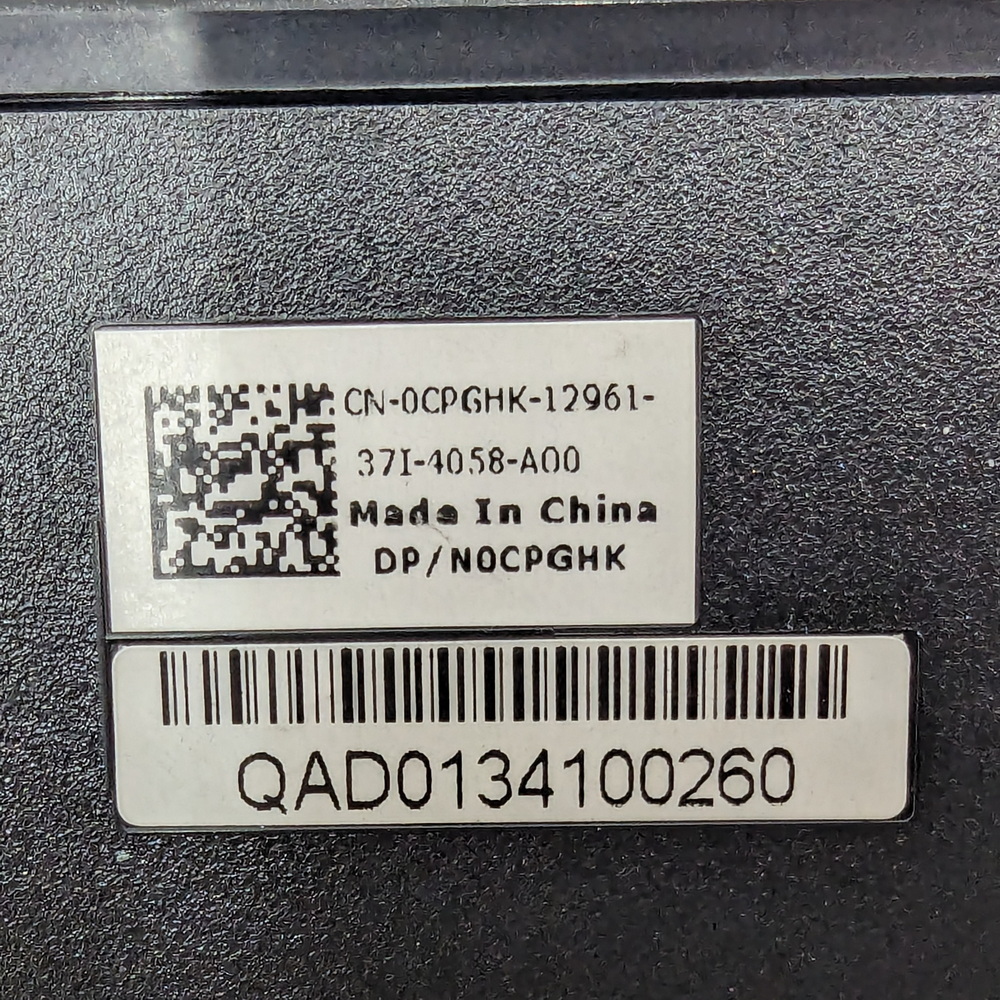 CN-0CPGHK-12961-
37I-4058-A00
Made In China
DP/N0CPGHK
QAD0134100260